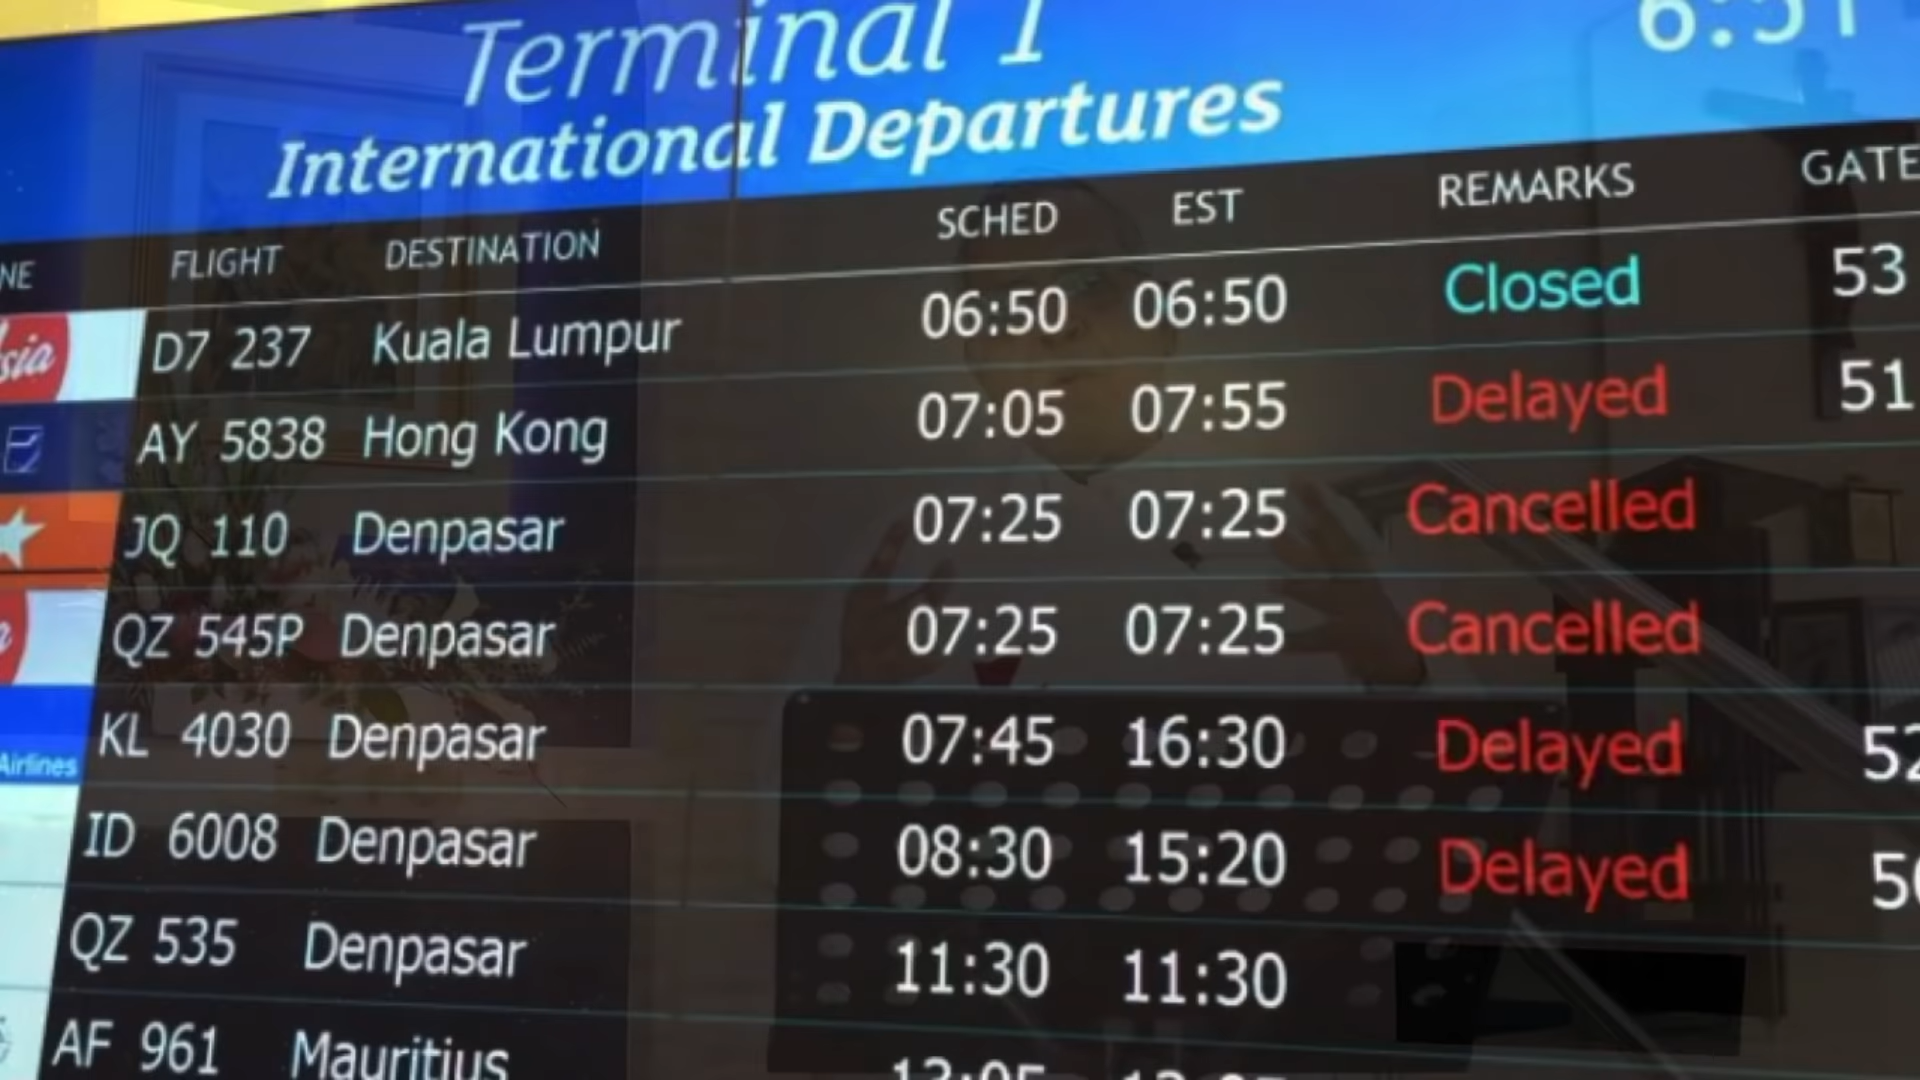 Terminal 1
International Departures
FLIGHT DESTINATION SCHED EST REMARKS GATE
D7 237 Kuala Lumpur 06:50 06:50 Closed 53
AY 5838 Hong Kong 07:05 07:55 Delayed 51
JQ 110 Denpasar 07:25 07:25 Cancelled
QZ 545P Denpasar 07:25 07:25 Cancelled
KL 4030 Denpasar 07:45 16:30 Delayed 52
Airlines
ID 6008 Denpasar 08:30 15:20 Delayed
QZ 535 Denpasar 11:30 11:30
AF 961 Mauritius